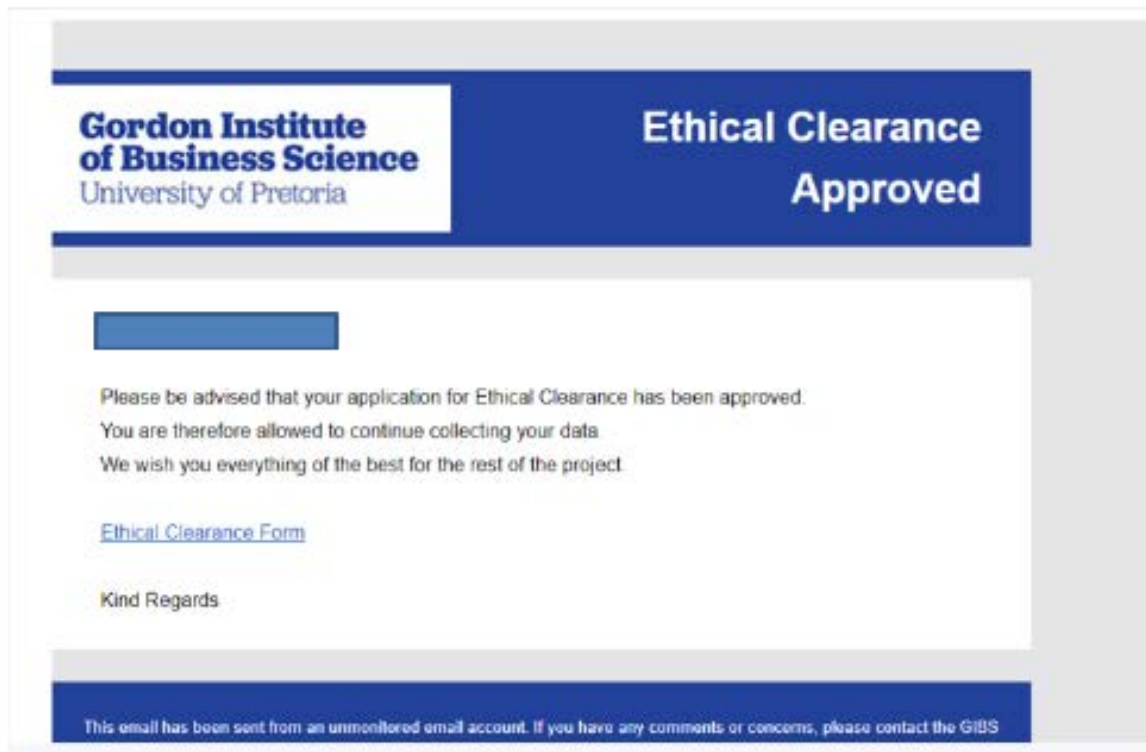 Gordon Institute
of Business Science
University of Pretoria
Ethical Clearance
Approved
Please be advised that your application for Ethical Clearance has been approved.
You are therefore allowed to continue collecting your data
We wish you everything of the best for the rest of the project
Ethical Clearance Form
Kind Regards
This email has been sent from an unmonitored email account. If you have any comments or concerns, please contact the GIBS